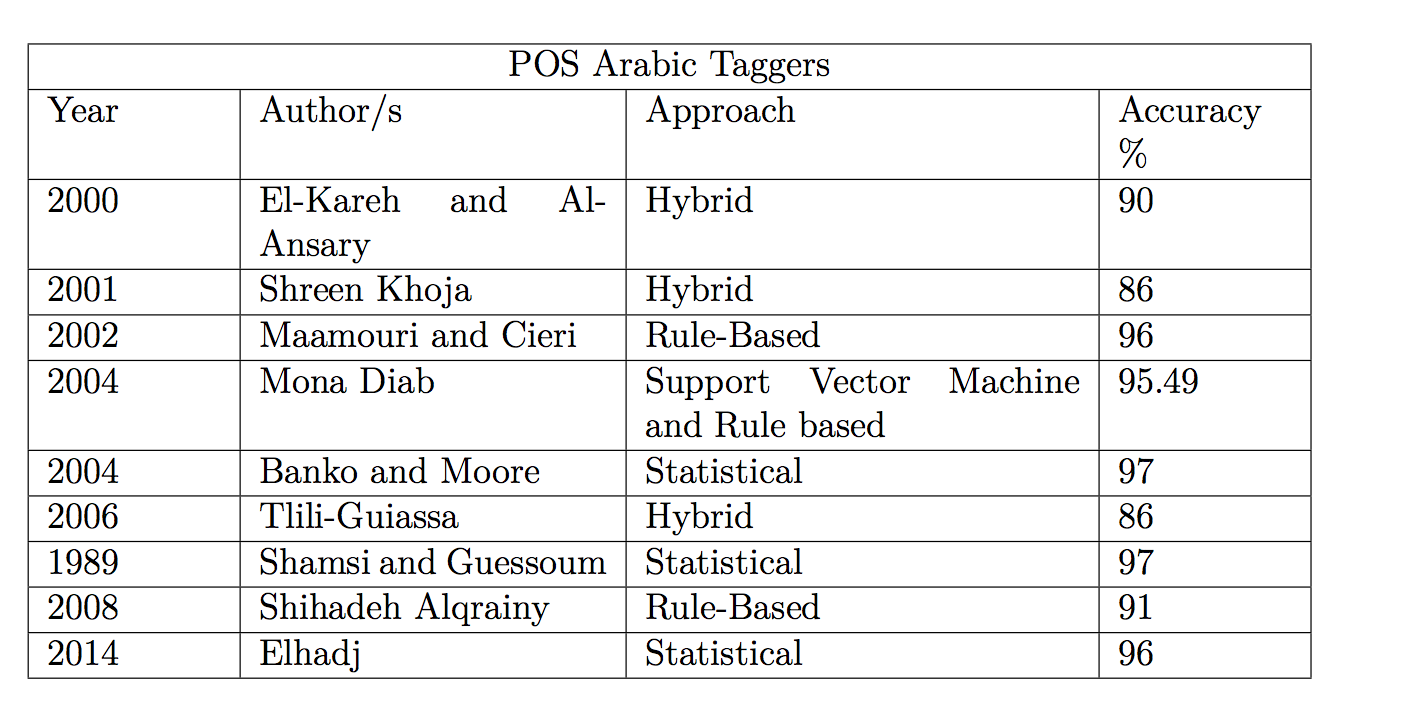 POS Arabic Taggers
Year Author/s Approach Accuracy
%
2000 El-Kareh and Al- Hybrid 90
Ansary
2001 Shreen Khoja Hybrid 86
2002 Maamouri and Cieri Rule-Based 96
2004 Mona Diab Support Vector Machine 95.49
and Rule based
2004 Banko and Moore Statistical 97
2006 Tlili-Guiassa Hybrid 86
1989 Shamsi and Guessoum Statistical 97
2008 Shihadeh Alqrainy Rule-Based 91
2014 Elhadj Statistical 96